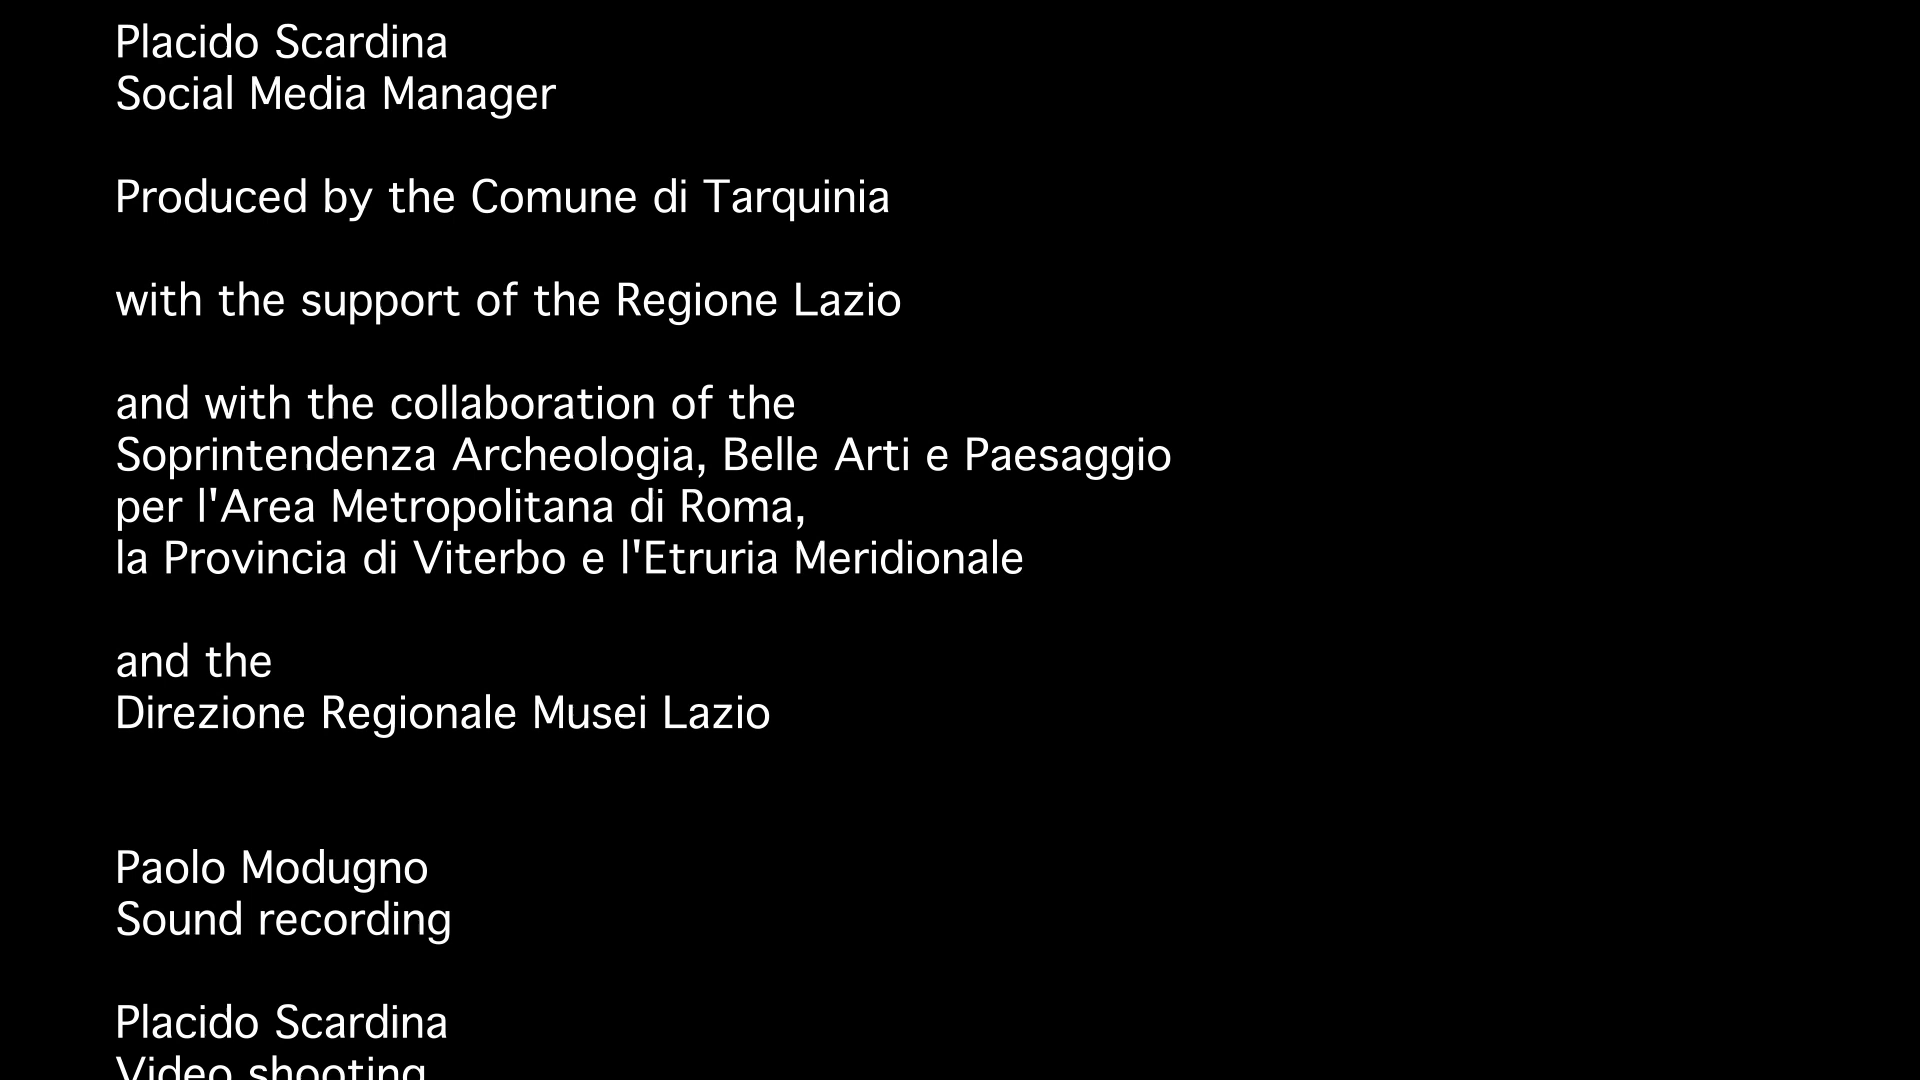 Placido Scardina
Social Media Manager
Produced by the Comune di Tarquinia
with the support of the Regione Lazio
and with the collaboration of the
Soprintendenza Archeologia, Belle Arti e Paesaggio
per l'Area Metropolitana di Roma,
la Provincia di Viterbo e l'Etruria Meridionale
and the
Direzione Regionale Musei Lazio
Paolo Modugno
Sound recording
Placido Scardina
Video shooting